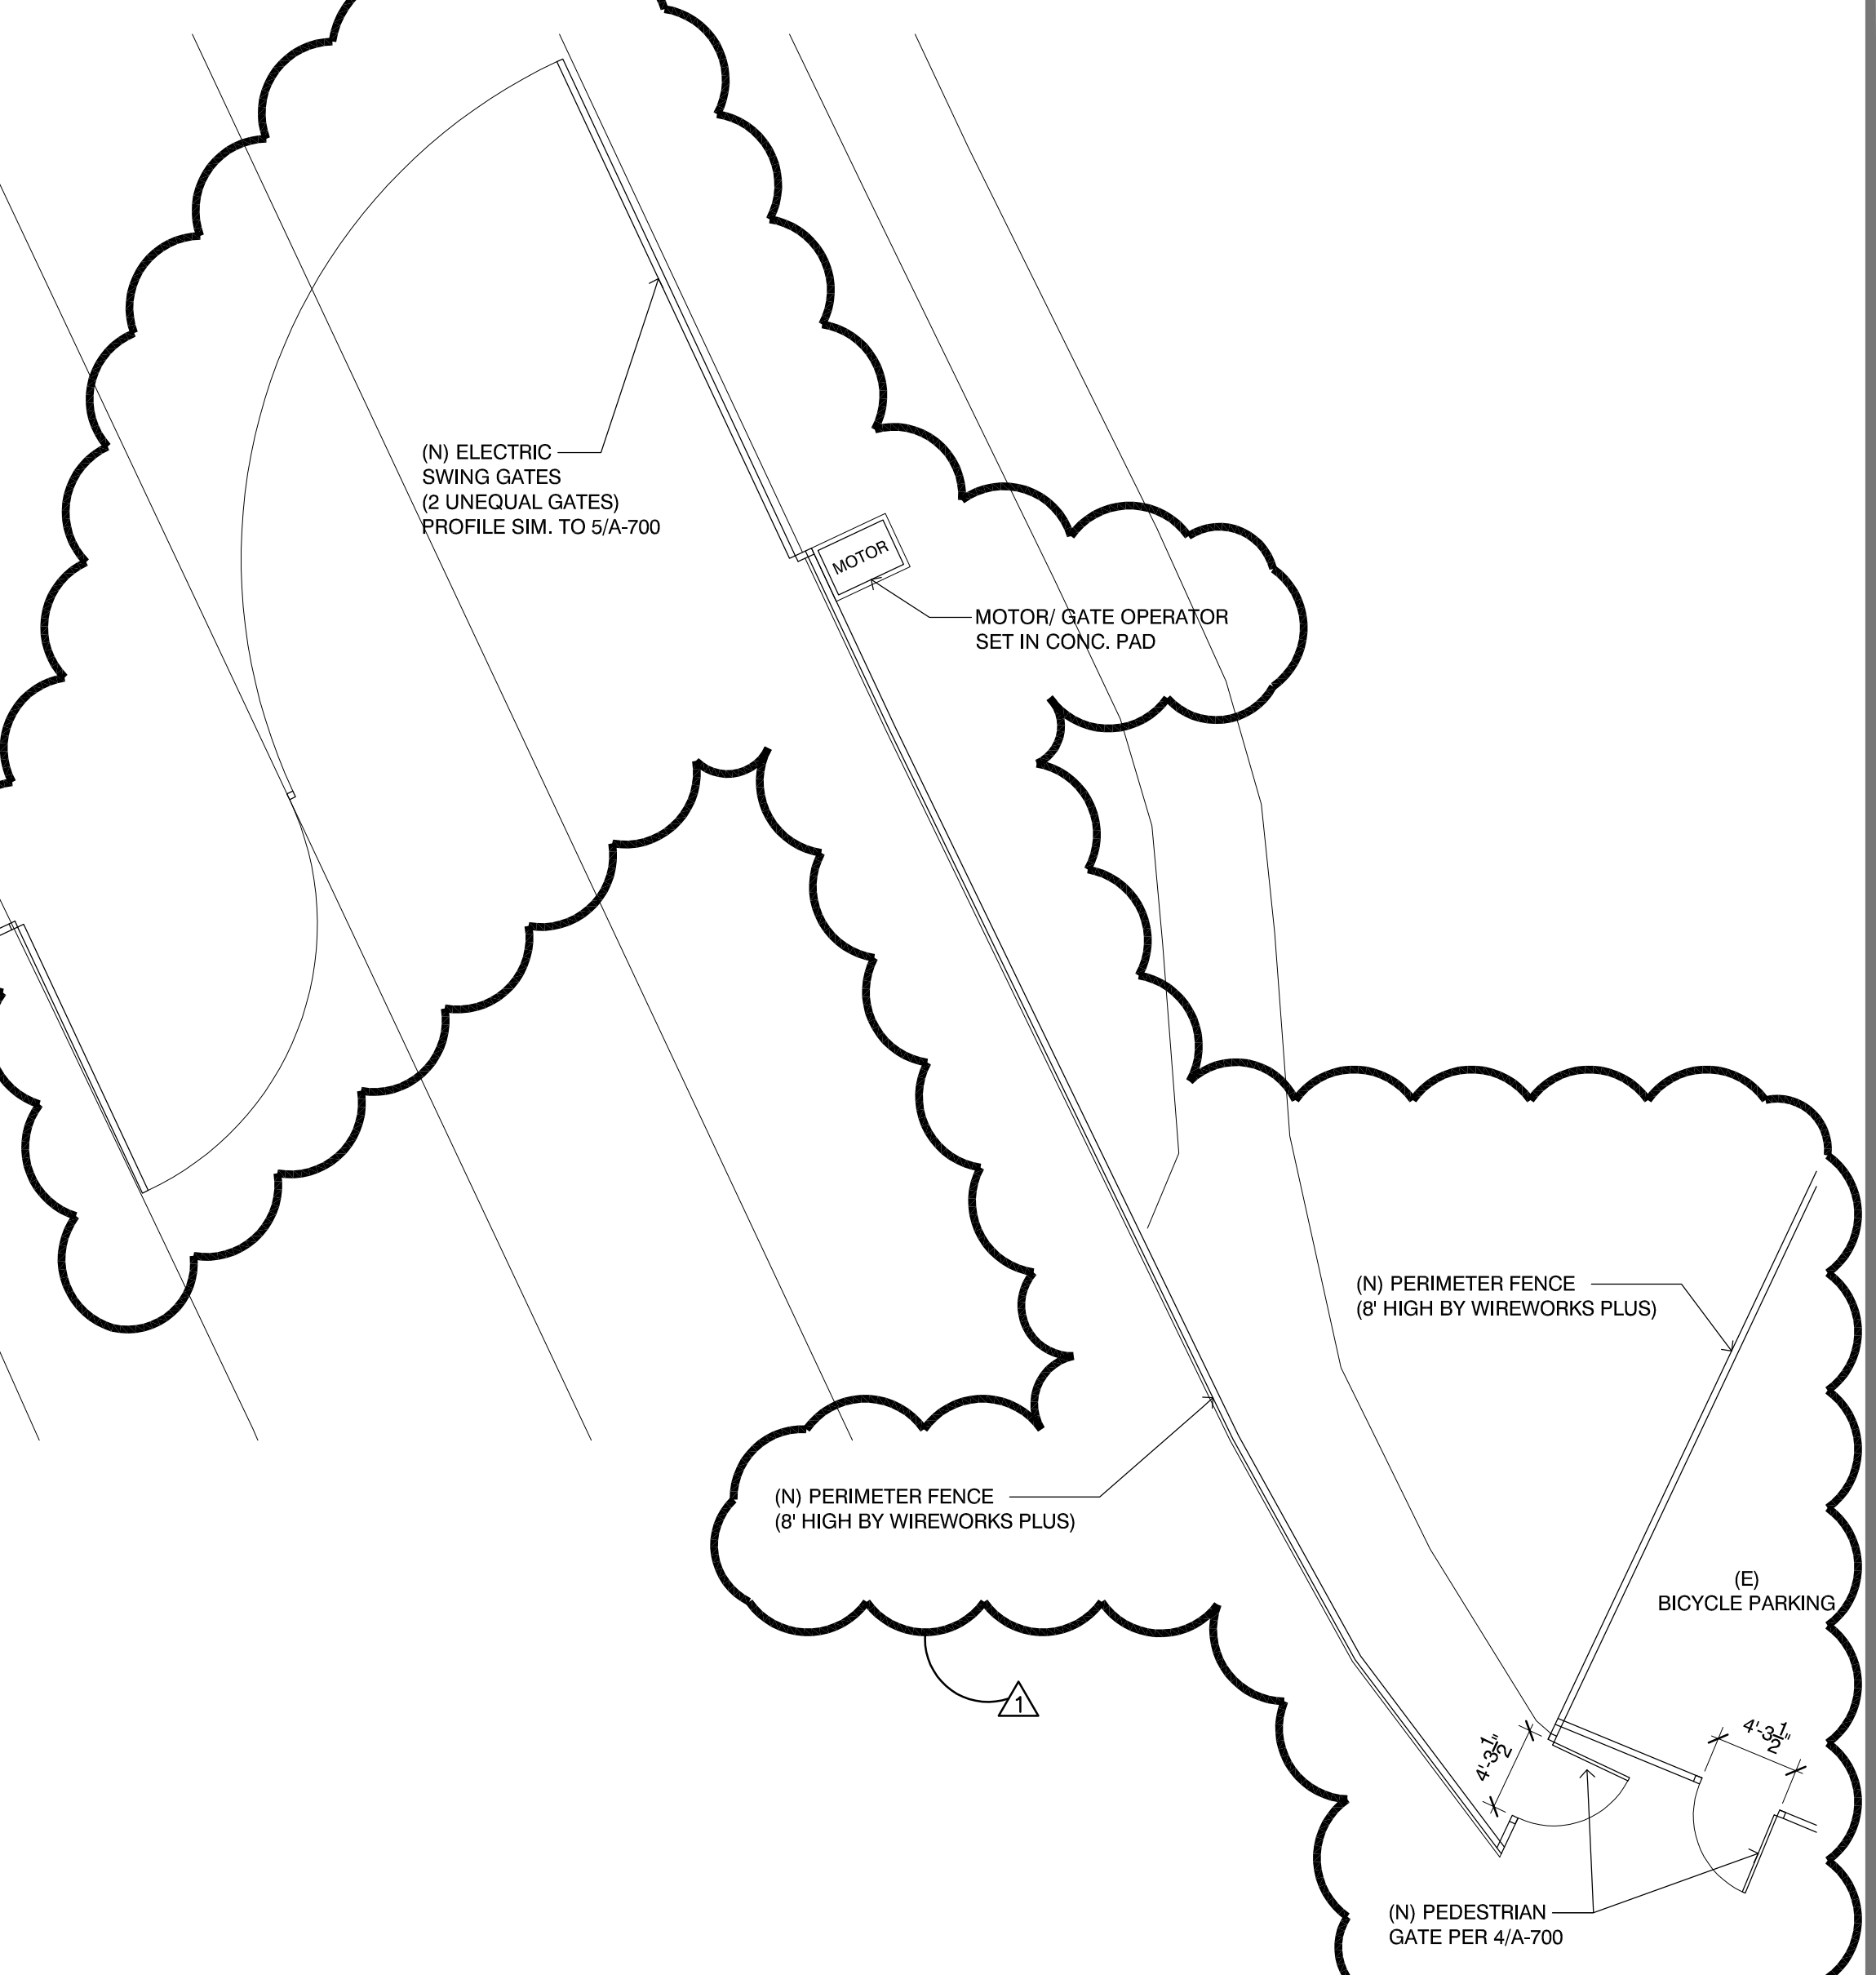 (N) ELECTRIC
SWING GATES
(2 UNEQUAL GATES)
PROFILE SIM. TO 5/A-700
MOTOR
MOTOR/ GATE OPERATOR
SET IN CONC. PAD
(N) PERIMETER FENCE
(8' HIGH BY WIREWORKS PLUS)
(N) PERIMETER FENCE
(8' HIGH BY WIREWORKS PLUS)
(E)
BICYCLE PARKING
1
4'-3 1/2"
4'-3 1/2"
(N) PEDESTRIAN
GATE PER 4/A-700